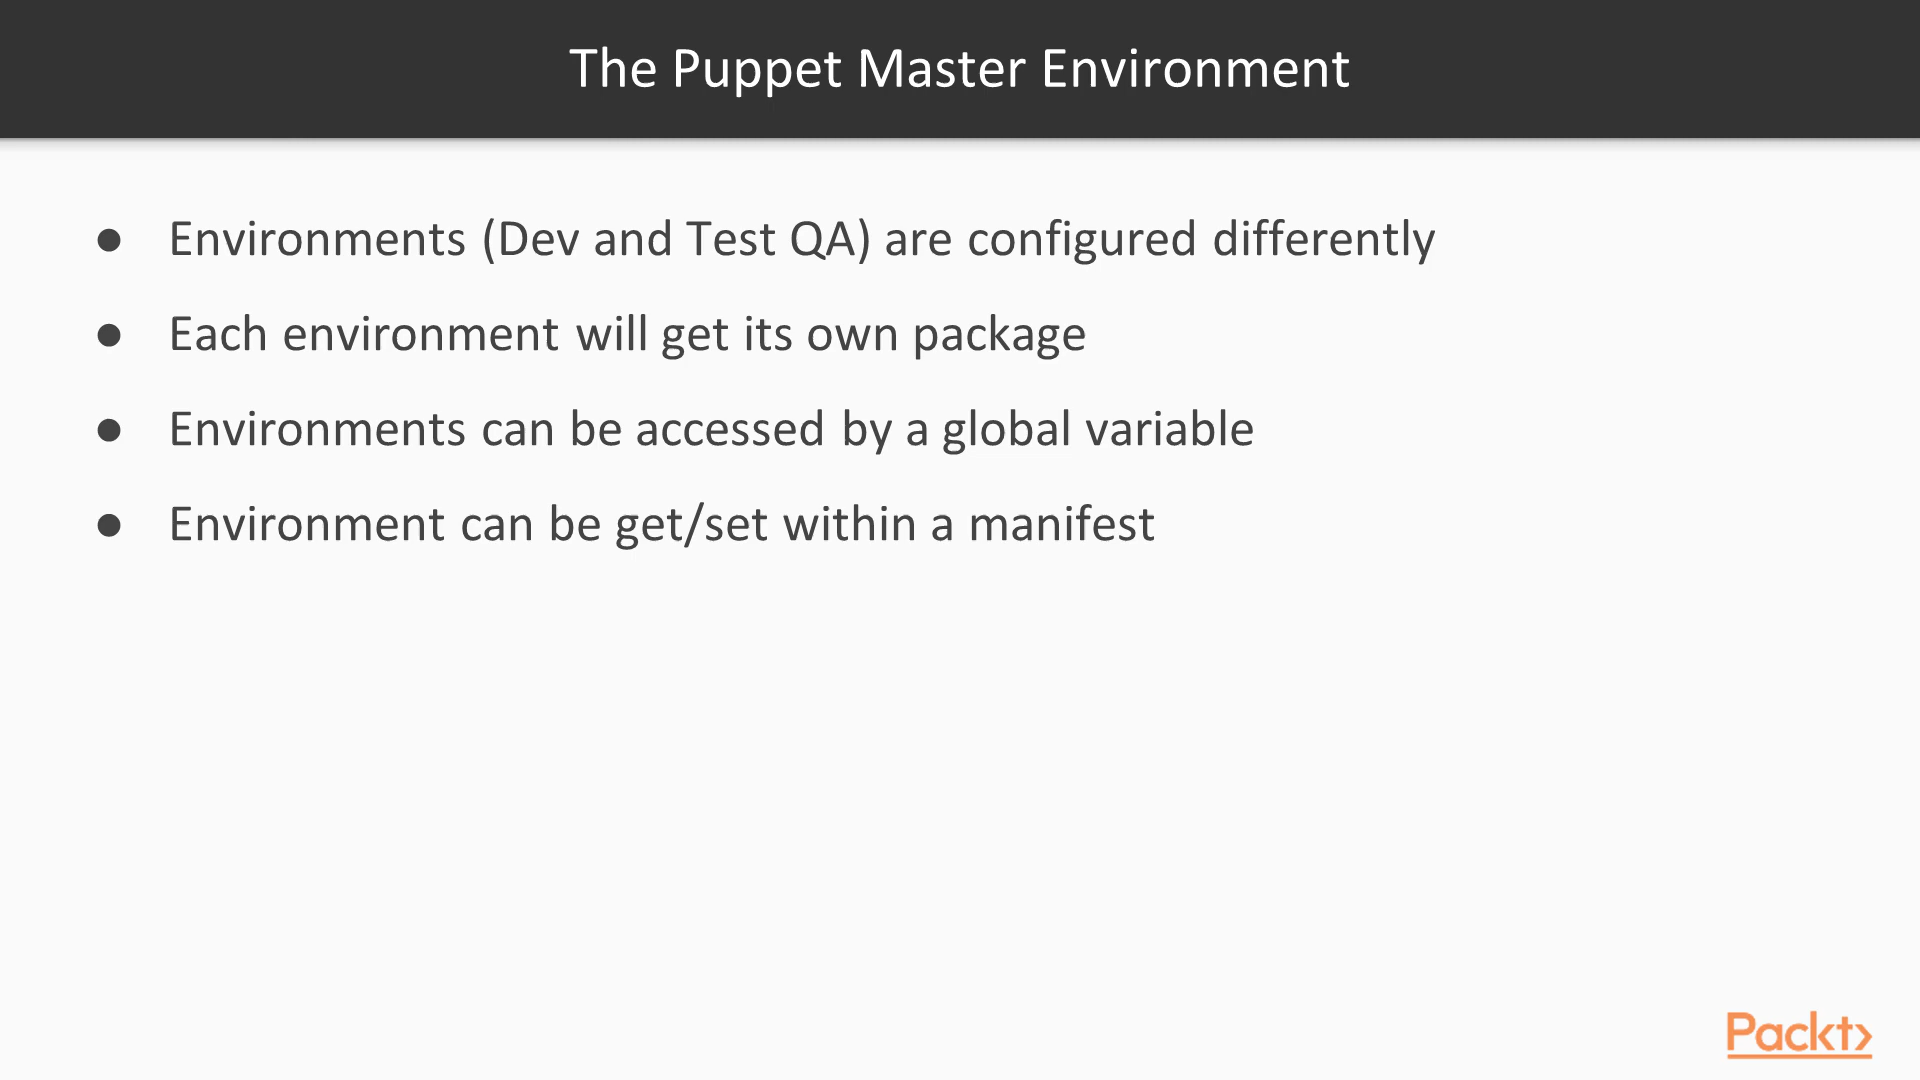 The Puppet Master Environment
● Environments (Dev and Test QA) are configured differently
● Each environment will get its own package
● Environments can be accessed by a global variable
● Environment can be get/set within a manifest
Packt>